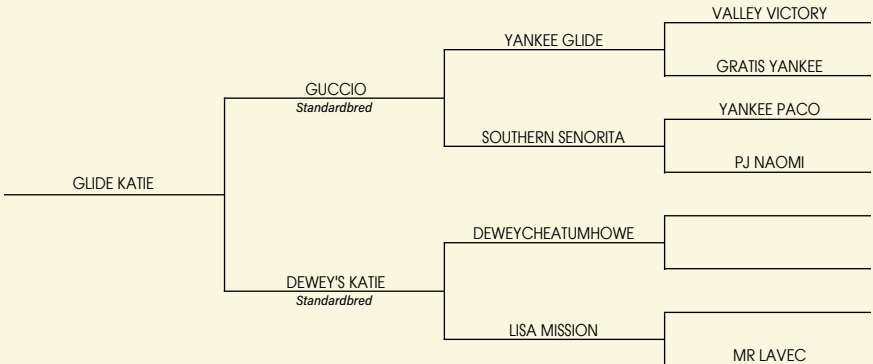 VALLEY VICTORY
YANKEE GLIDE
GRATIS YANKEE
GUCCIO
Standardbred
YANKEE PACO
SOUTHERN SENORITA
PJ NAOMI
GLIDE KATIE
DEWEYCHEATUMHOWE
DEWEY'S KATIE
Standardbred
LISA MISSION
MR LAVEC